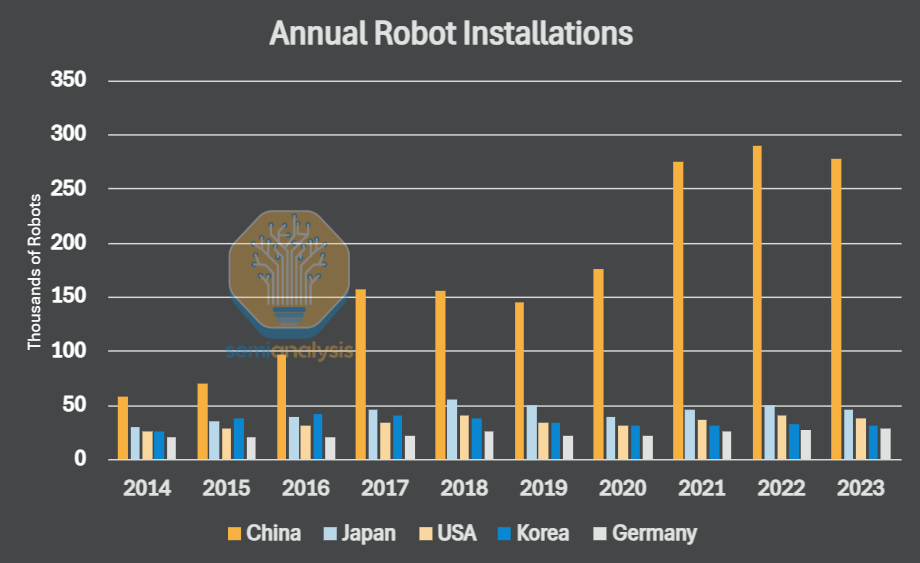 Annual Robot Installations
350
300
250
200
150
100
50
0
Thousands of Robots
semianalysis
2014 2015 2016 2017 2018 2019 2020 2021 2022 2023
China Japan USA Korea Germany